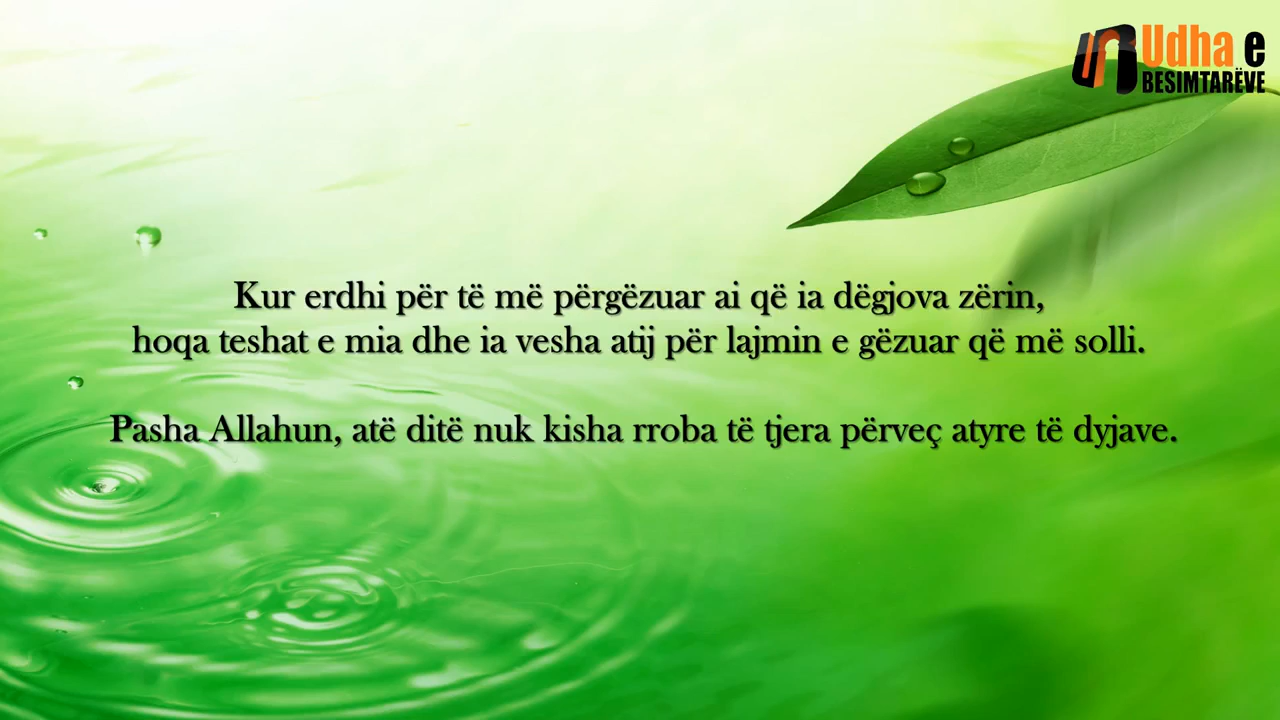 Udha e
BESIMTARËVE
Kur erdhi për të më përgëzuar ai që ia dëgjova zërin,
hoqa teshat e mia dhe ia vesha atij për lajmin e gëzuar që më solli.
Pasha Allahun, atë ditë nuk kisha rroba të tjera përveç atyre të dyjave.